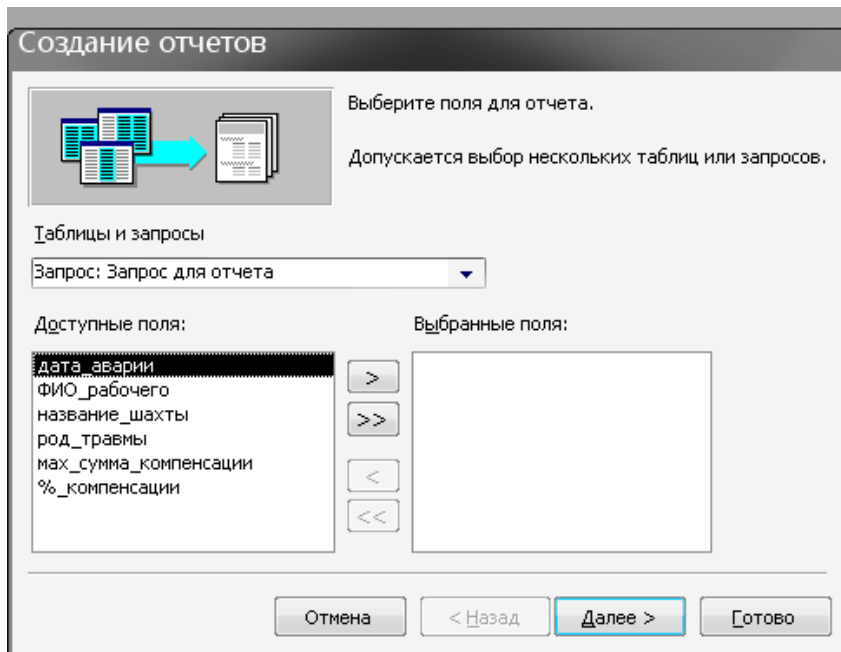 Создание отчетов
Выберите поля для отчета.
Допускается выбор нескольких таблиц или запросов.
Таблицы и запросы
Запрос: Запрос для отчета
Доступные поля:
Выбранные поля:
дата_аварии
ФИО_рабочего
название_шахты
род_травмы
мах_сумма_компенсации
%_компенсации
>
>>
<
<<
Отмена
< Назад
Далее >
Готово